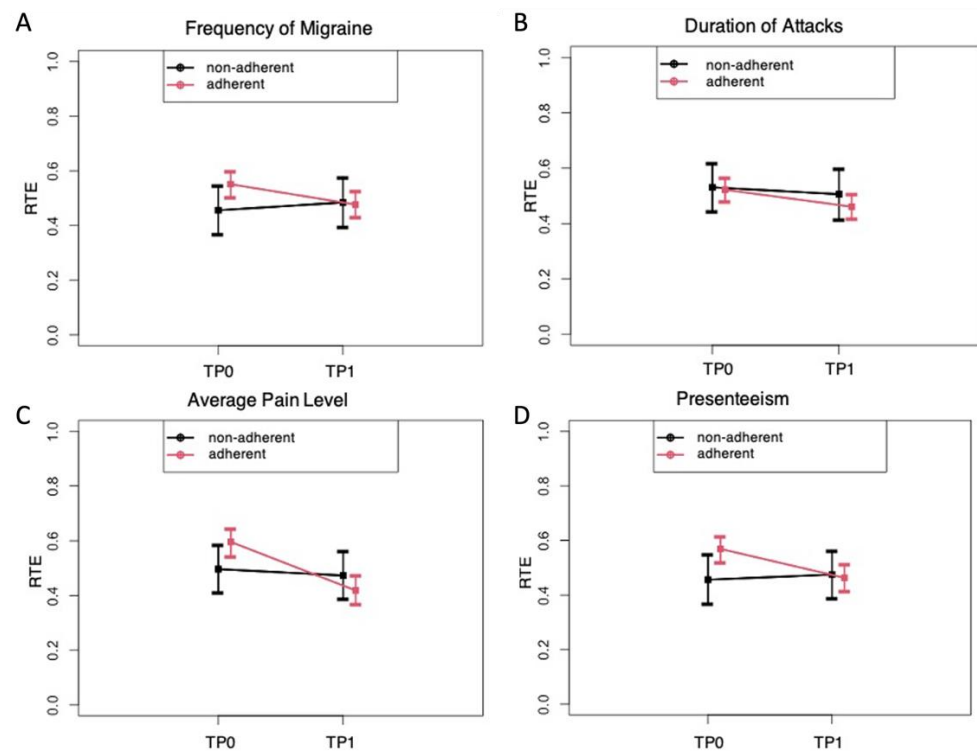 A
Frequency of Migraine
non-adherent
adherent
RTE
1.0
0.8
0.6
0.4
0.2
0.0
TP0 TP1
B
Duration of Attacks
non-adherent
adherent
RTE
1.0
0.8
0.6
0.4
0.2
0.0
TP0 TP1
C
Average Pain Level
non-adherent
adherent
RTE
1.0
0.8
0.6
0.4
0.2
0.0
TP0 TP1
D
Presenteeism
non-adherent
adherent
RTE
1.0
0.8
0.6
0.4
0.2
0.0
TP0 TP1